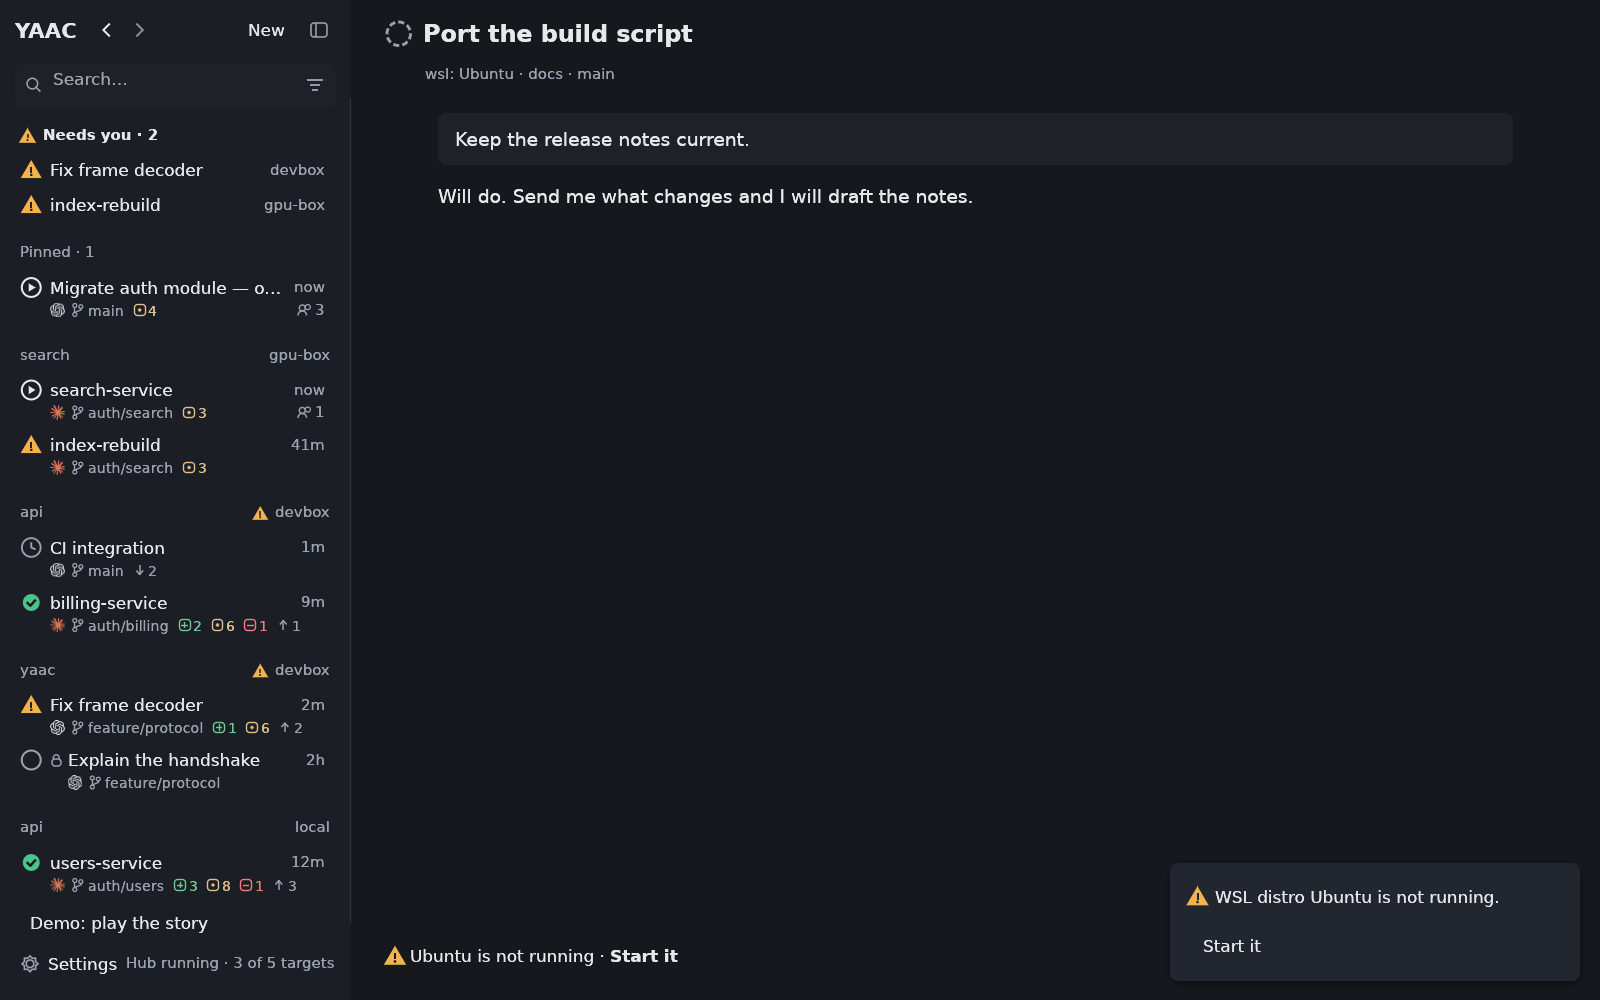 YAAC
New
Search…
Needs you · 2
Fix frame decoder devbox
index-rebuild gpu-box
Pinned · 1
Migrate auth module — o… now
main 4 3
search gpu-box
search-service now
auth/search 3 1
index-rebuild 41m
auth/search 3
api devbox
CI integration 1m
main 2
billing-service 9m
auth/billing 2 6 1 1
yaac devbox
Fix frame decoder 2m
feature/protocol 1 6 2
Explain the handshake 2h
feature/protocol
api local
users-service 12m
auth/users 3 8 1 3
Demo: play the story
Settings Hub running · 3 of 5 targets
Port the build script
wsl: Ubuntu · docs · main
Keep the release notes current.
Will do. Send me what changes and I will draft the notes.
Ubuntu is not running · Start it
WSL distro Ubuntu is not running.
Start it